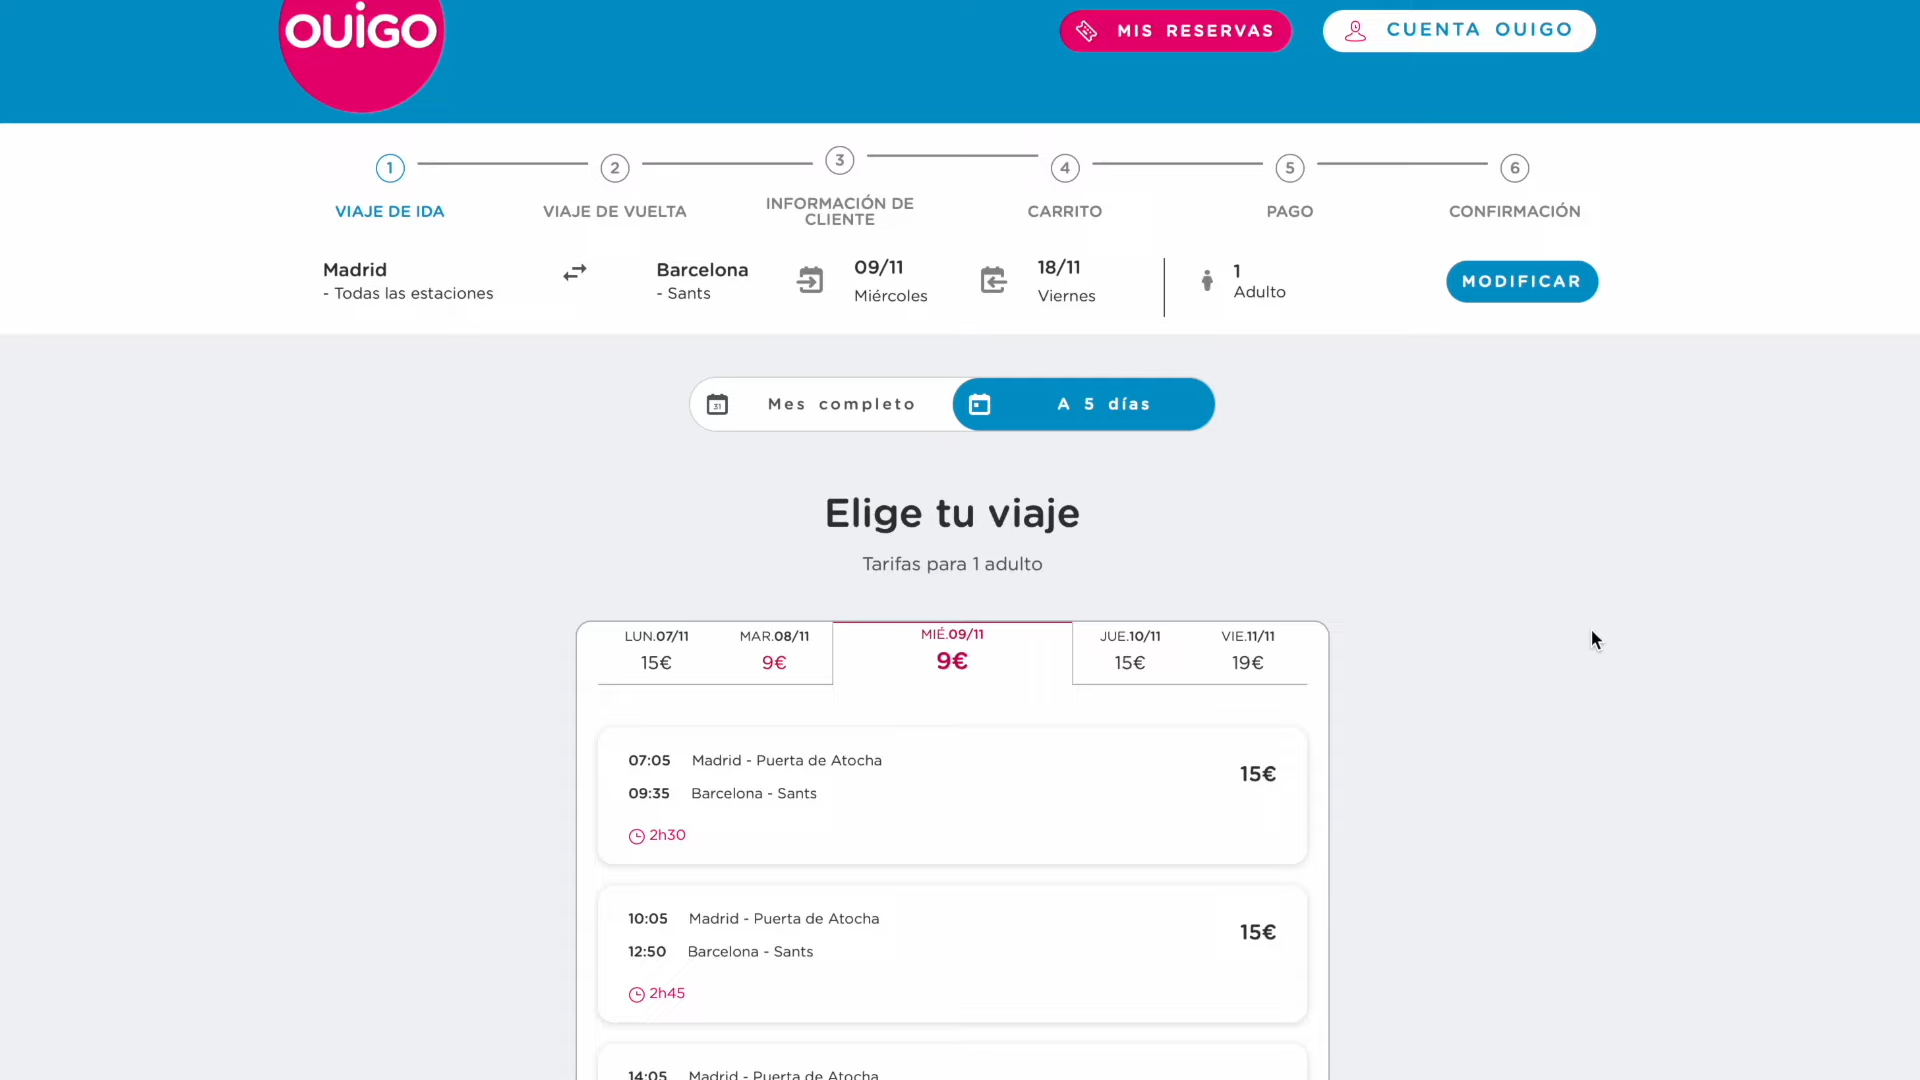 OUIGO
MIS RESERVAS
CUENTA OUIGO
1
2
3
4
5
6
VIAJE DE IDA
VIAJE DE VUELTA
INFORMACIÓN DE
CLIENTE
CARRITO
PAGO
CONFIRMACIÓN
Madrid
- Todas las estaciones
Barcelona
- Sants
09/11
Miércoles
18/11
Viernes
1
Adulto
MODIFICAR
31
Mes completo
A 5 días
Elige tu viaje
Tarifas para 1 adulto
LUN.07/11
15€
MAR.08/11
9€
MIÉ.09/11
9€
JUE.10/11
15€
VIE.11/11
19€
07:05 Madrid - Puerta de Atocha
15€
09:35 Barcelona - Sants
2h30
10:05 Madrid - Puerta de Atocha
15€
12:50 Barcelona - Sants
2h45
14:05 Madrid - Puerta de Atocha